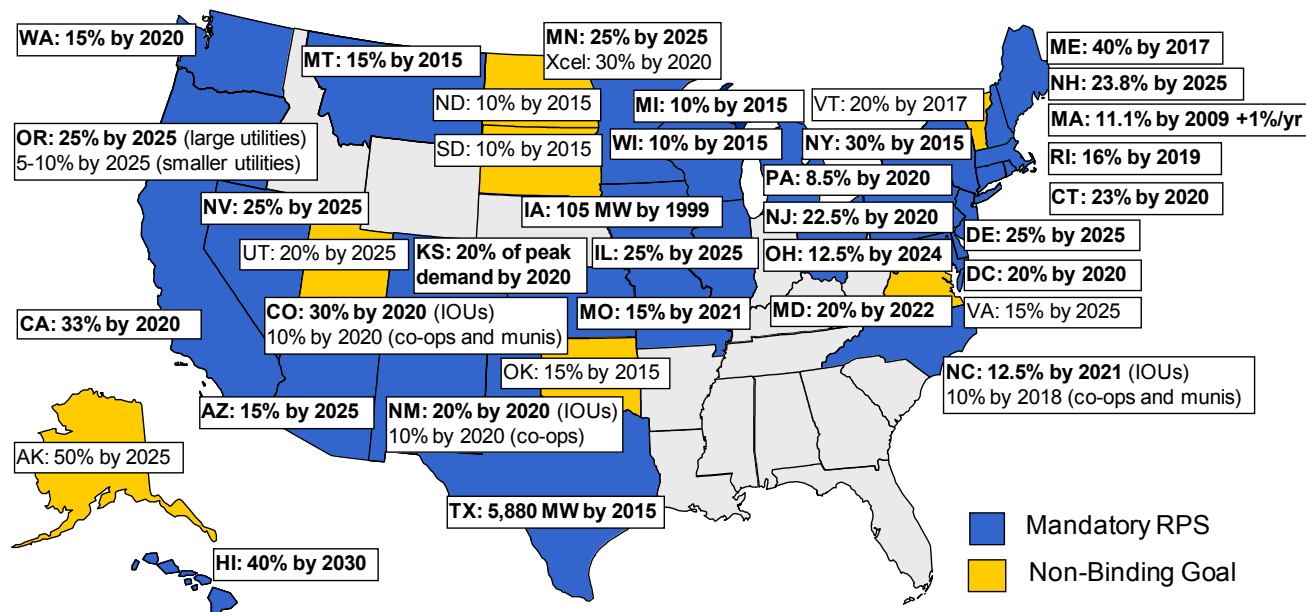 WA: 15% by 2020
MT: 15% by 2015
MN: 25% by 2025
Xcel: 30% by 2020
ME: 40% by 2017
NH: 23.8% by 2025
ND: 10% by 2015
MI: 10% by 2015
VT: 20% by 2017
MA: 11.1% by 2009 +1%/yr
OR: 25% by 2025 (large utilities)
5-10% by 2025 (smaller utilities)
SD: 10% by 2015
WI: 10% by 2015
NY: 30% by 2015
RI: 16% by 2019
PA: 8.5% by 2020
CT: 23% by 2020
NV: 25% by 2025
IA: 105 MW by 1999
NJ: 22.5% by 2020
DE: 25% by 2025
UT: 20% by 2025
KS: 20% of peak
demand by 2020
IL: 25% by 2025
OH: 12.5% by 2024
DC: 20% by 2020
CA: 33% by 2020
CO: 30% by 2020 (IOUs)
10% by 2020 (co-ops and munis)
MO: 15% by 2021
MD: 20% by 2022
VA: 15% by 2025
OK: 15% by 2015
NC: 12.5% by 2021 (IOUs)
10% by 2018 (co-ops and munis)
AZ: 15% by 2025
NM: 20% by 2020 (IOUs)
10% by 2020 (co-ops)
AK: 50% by 2025
TX: 5,880 MW by 2015
HI: 40% by 2030
Mandatory RPS
Non-Binding Goal